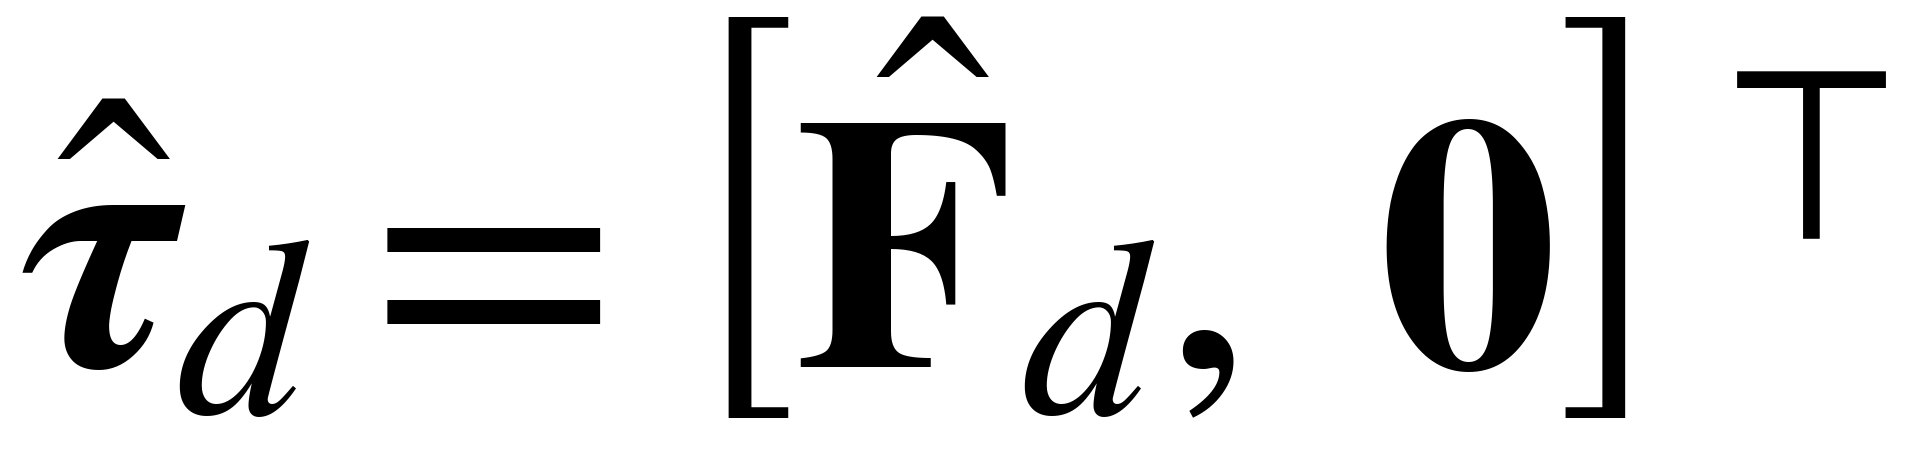 𝛕̂_d = [𝐅̂_d, 𝟎]^⊤